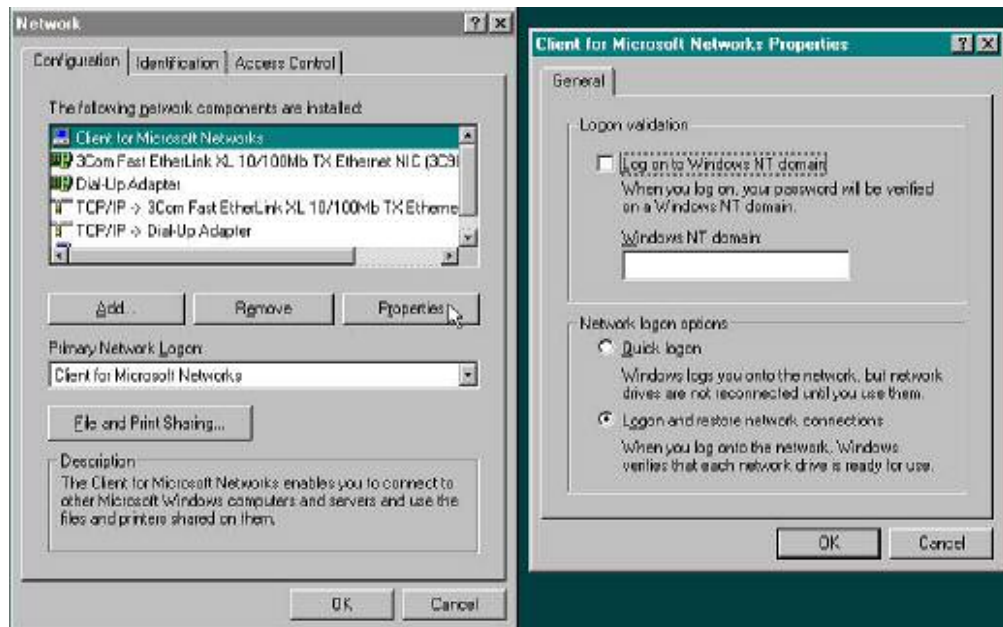 Network
Configuration
Identification
Access Control
The following network components are installed:
Client for Microsoft Networks
3Com Fast EtherLink XL 10/100Mb TX Ethernet NIC (3C9
Dial-Up Adapter
TCP/IP -> 3Com Fast EtherLink XL 10/100Mb TX Etherne
TCP/IP -> Dial-Up Adapter
Add...
Remove
Properties
Primary Network Logon:
Client for Microsoft Networks
File and Print Sharing...
Description
The Client for Microsoft Networks enables you to connect to
other Microsoft Windows computers and servers and use the
files and printers shared on them.
OK
Cancel
Client for Microsoft Networks Properties
General
Logon validation
Log on to Windows NT domain
When you log on, your password will be verified
on a Windows NT domain.
Windows NT domain:
Network logon options
Quick logon
Windows logs you onto the network, but network
drives are not reconnected until you use them.
Logon and restore network connections
When you log onto the network, Windows
verifies that each network drive is ready for use.
OK
Cancel